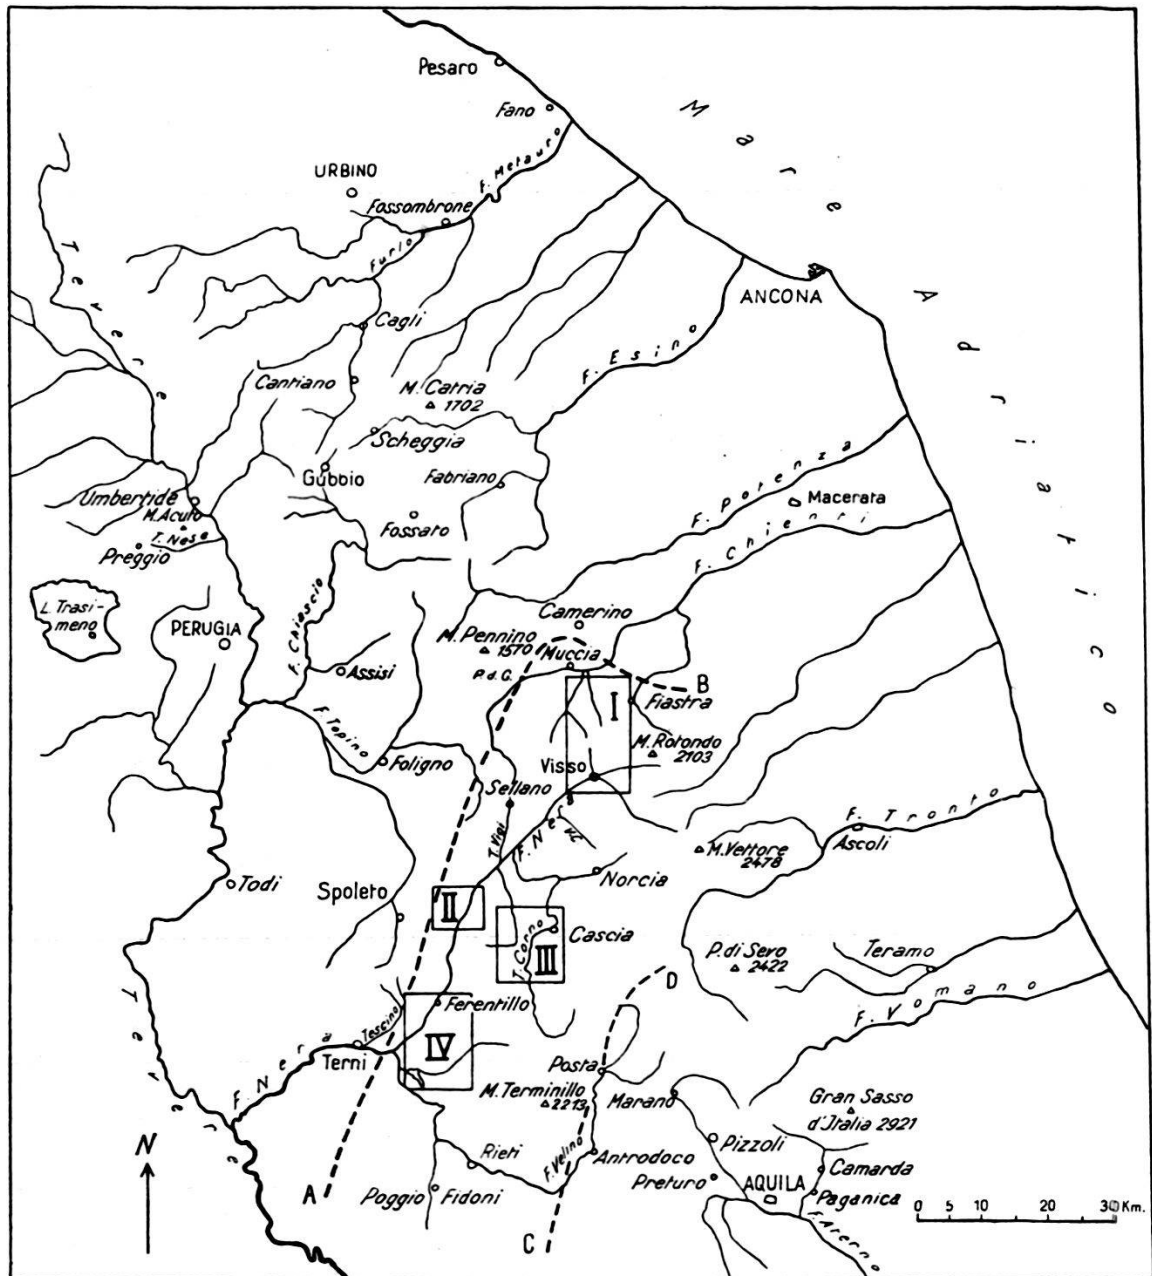 Pesaro
Fano
Mare Adriatico
URBINO
F. Metauro
Fossombrone
Furlo
Tevere
ANCONA
Cagli
F. Esino
Cantiano
M. Catria
1702
Scheggia
Gubbio
Fabriano
F. Potenza
Macerata
Umbertide
M. Acuto
Fossato
F. Chienti
T. Nese
Preggio
L. Trasi-
meno
PERUGIA
F. Chiascio
Camerino
M. Pennino
1570
Muccia
Assisi
P. d. C.
B
I
Fiastra
F. Topino
M. Rotondo
2103
Foligno
Visso
Sellano
F. Tronto
T. Vigi
F. Nera
M. Vettore
2478
Ascoli
Norcia
Todi
Spoleto
II
Cascia
T. Corno
III
P. di Sevo
2422
Teramo
D
Ferentillo
F. Vomano
Tescino
IV
Terni
F. Nera
Posta
M. Terminillo
2213
Marano
Gran Sasso
d'Italia 2921
Tevere
N
Pizzoli
Rieti
F. Velino
Antrodoco
Camarda
Preturo
AQUILA
Paganica
A
Poggio Fidoni
C
F. Aterno
0 5 10 20 30 Km.